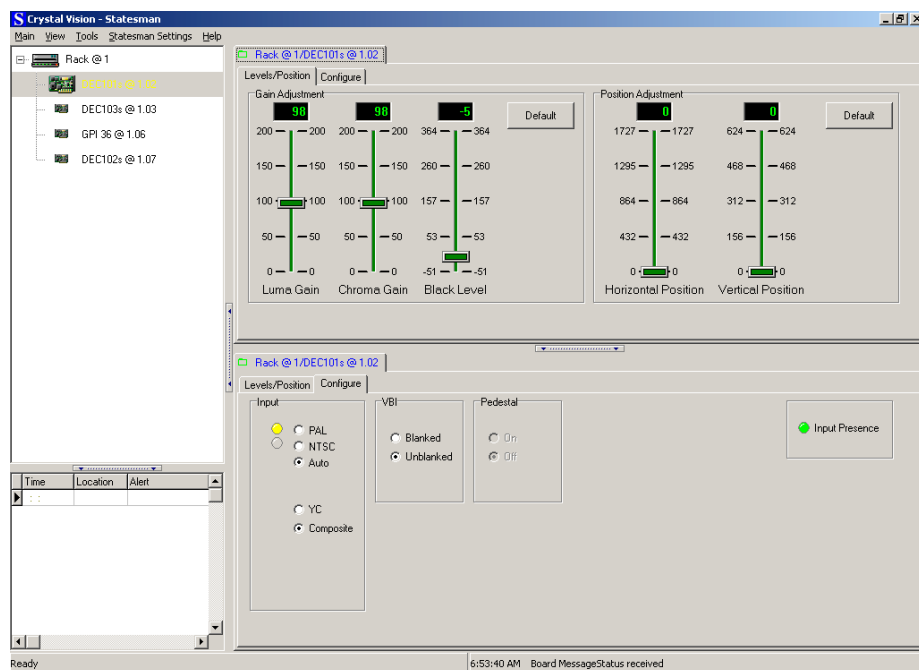 Crystal Vision - Statesman
Main View Tools Statesman Settings Help
Rack @ 1
DEC101s @ 1.02
DEC103s @ 1.03
GPI 36 @ 1.06
DEC102s @ 1.07
Rack @ 1/DEC101s @ 1.02
Levels/Position Configure
Gain Adjustment
98 98 -5 Default
200 200 200 200 364 364
150 150 150 150 260 260
100 100 100 100 157 157
50 50 50 50 53 53
0 0 0 0 -51 -51
Luma Gain Chroma Gain Black Level
Position Adjustment
0 0 Default
1727 1727 624 624
1295 1295 468 468
864 864 312 312
432 432 156 156
0 0 0 0
Horizontal Position Vertical Position
Rack @ 1/DEC101s @ 1.02
Levels/Position Configure
Input
PAL
NTSC
Auto
YC
Composite
VBI
Blanked
Unblanked
Pedestal
On
Off
Input Presence
Time Location Alert
: :
Ready
6:53:40 AM Board MessageStatus received